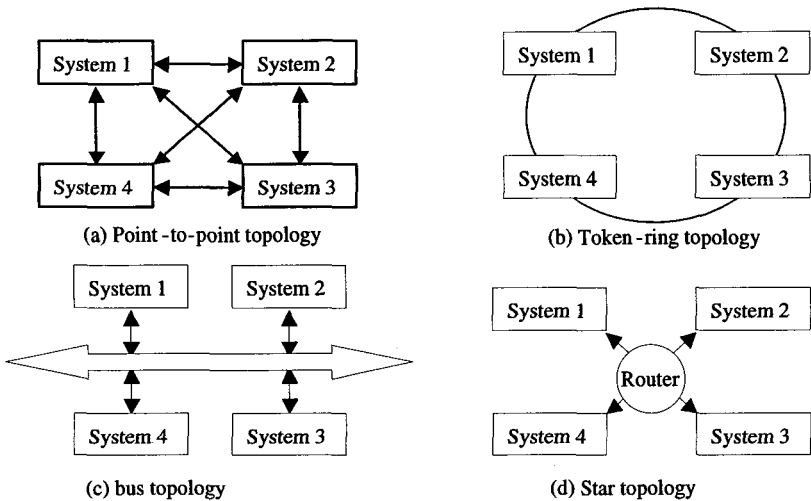 System 1
System 2
System 4
System 3
(a) Point-to-point topology
System 1
System 2
System 4
System 3
(b) Token-ring topology
System 1
System 2
System 4
System 3
(c) bus topology
System 1
System 2
Router
System 4
System 3
(d) Star topology